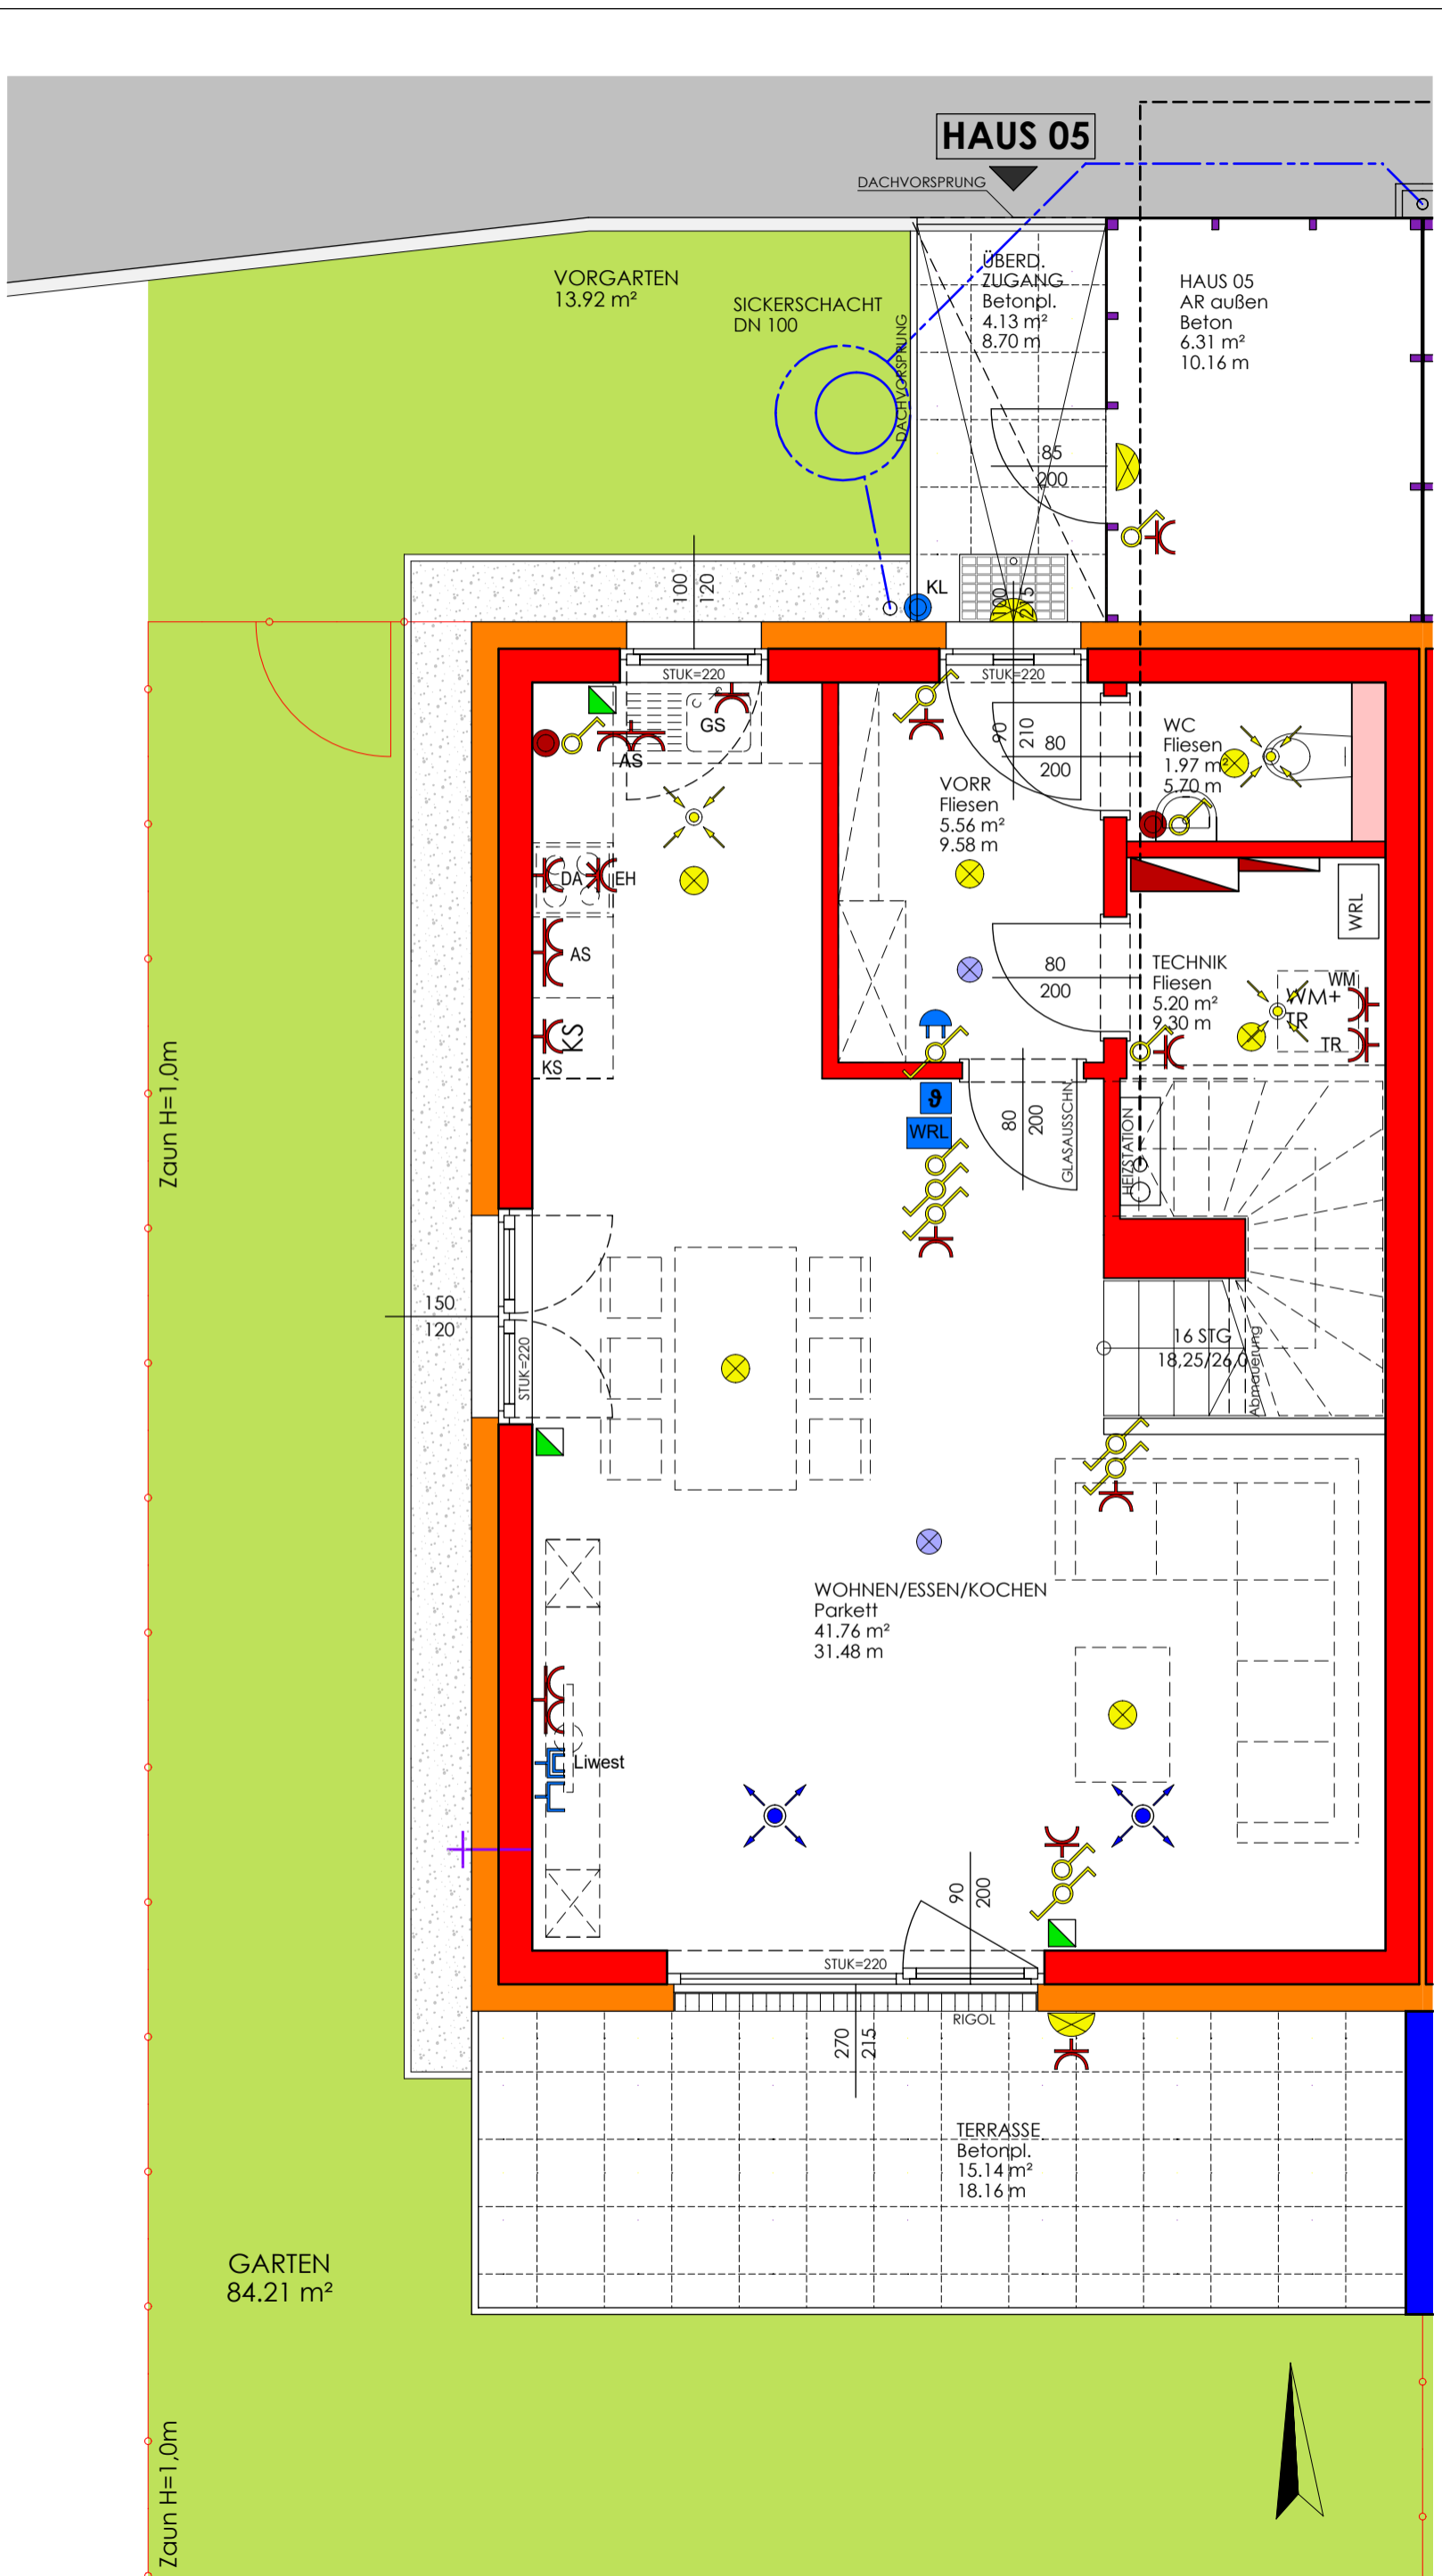 HAUS 05
DACHVORSPRUNG
VORGARTEN
13.92 m²
SICKERSCHACHT
DN 100
DACHVORSPRUNG
ÜBERD.
ZUGANG
Betonpl.
4.13 m²
8.70 m
HAUS 05
AR außen
Beton
6.31 m²
10.16 m
85
200
100
120
KL
100
215
STUK=220
STUK=220
GS
AS
90
210
80
200
WC
Fliesen
1.97 m²
5.70 m
VORR
Fliesen
5.56 m²
9.58 m
DA
EH
AS
KS
KS
WRL
80
200
TECHNIK
Fliesen
5.20 m²
9.30 m
WM
WM+
TR
TR
ϑ
WRL
80
200
GLASAUSSCHN.
HEIZSTATION
Zaun H=1,0m
150
120
STUK=220
16 STG
18,25/26,0
Abmauerung
WOHNEN/ESSEN/KOCHEN
Parkett
41.76 m²
31.48 m
Liwest
90
200
STUK=220
RIGOL
270
215
TERRASSE
Betonpl.
15.14 m²
18.16 m
GARTEN
84.21 m²
Zaun H=1,0m